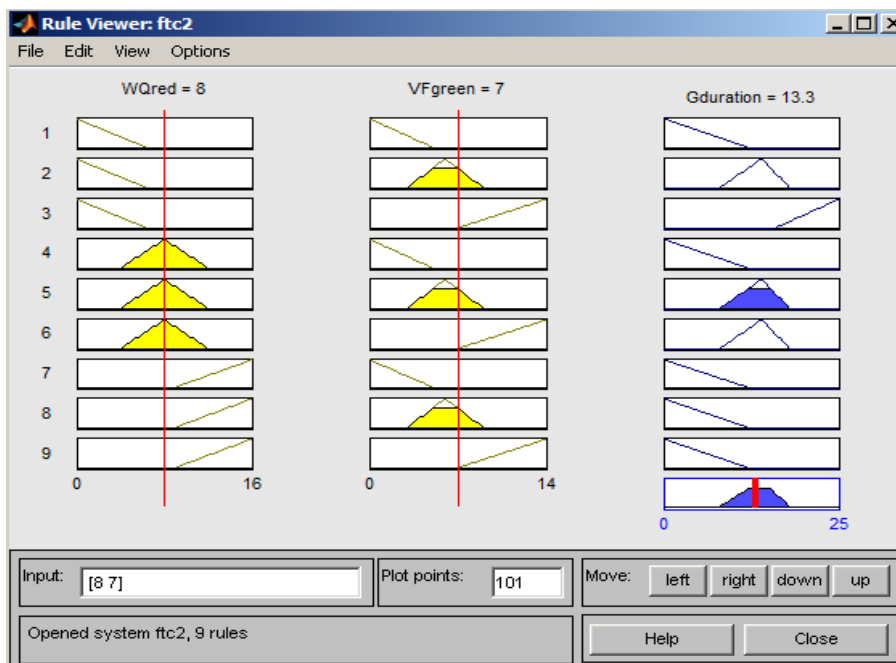 Rule Viewer: ftc2
File Edit View Options
WQred = 8 VFgreen = 7 Gduration = 13.3
1
2
3
4
5
6
7
8
9
0 16 0 14
0 25
Input: [8 7] Plot points: 101 Move: left right down up
Opened system ftc2, 9 rules Help Close